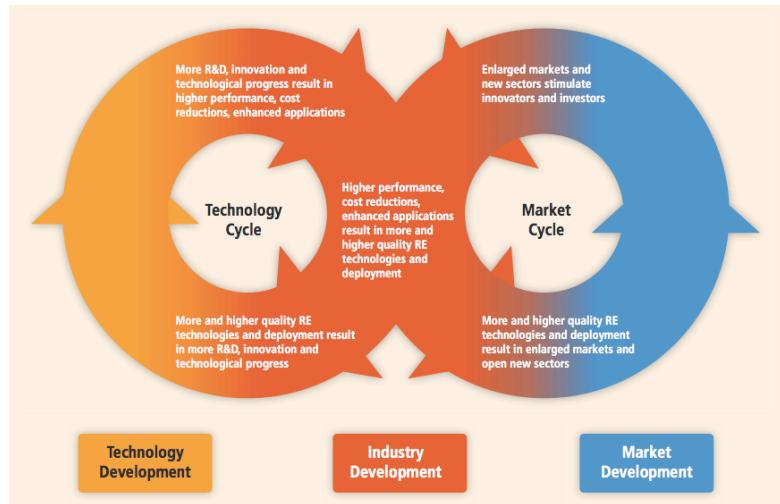 More R&D, innovation and
technological progress result in
higher performance, cost
reductions, enhanced applications
Enlarged markets and
new sectors stimulate
innovators and investors
Technology
Cycle
Higher performance,
cost reductions,
enhanced applications
result in more and
higher quality RE
technologies and
deployment
Market
Cycle
More and higher quality RE
technologies and deployment result
in more R&D, innovation and
technological progress
More and higher quality RE
technologies and deployment
result in enlarged markets and
open new sectors
Technology
Development
Industry
Development
Market
Development